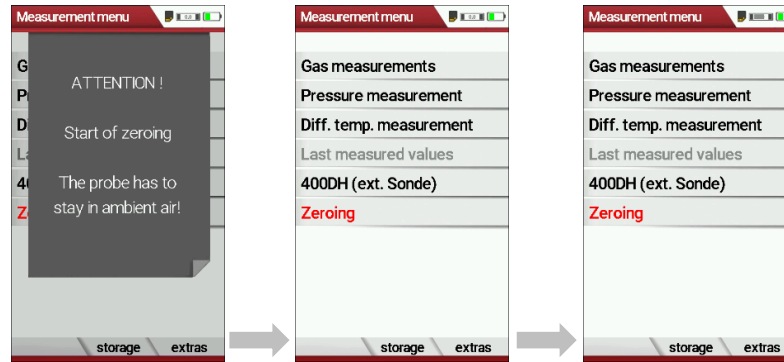 Measurement menu
G
ATTENTION !
P
Start of zeroing
D
L
The probe has to
4
stay in ambient air!
Z
storage extras
Measurement menu
Gas measurements
Pressure measurement
Diff. temp. measurement
Last measured values
400DH (ext. Sonde)
Zeroing
storage extras
Measurement menu
Gas measurements
Pressure measurement
Diff. temp. measurement
Last measured values
400DH (ext. Sonde)
Zeroing
storage extras